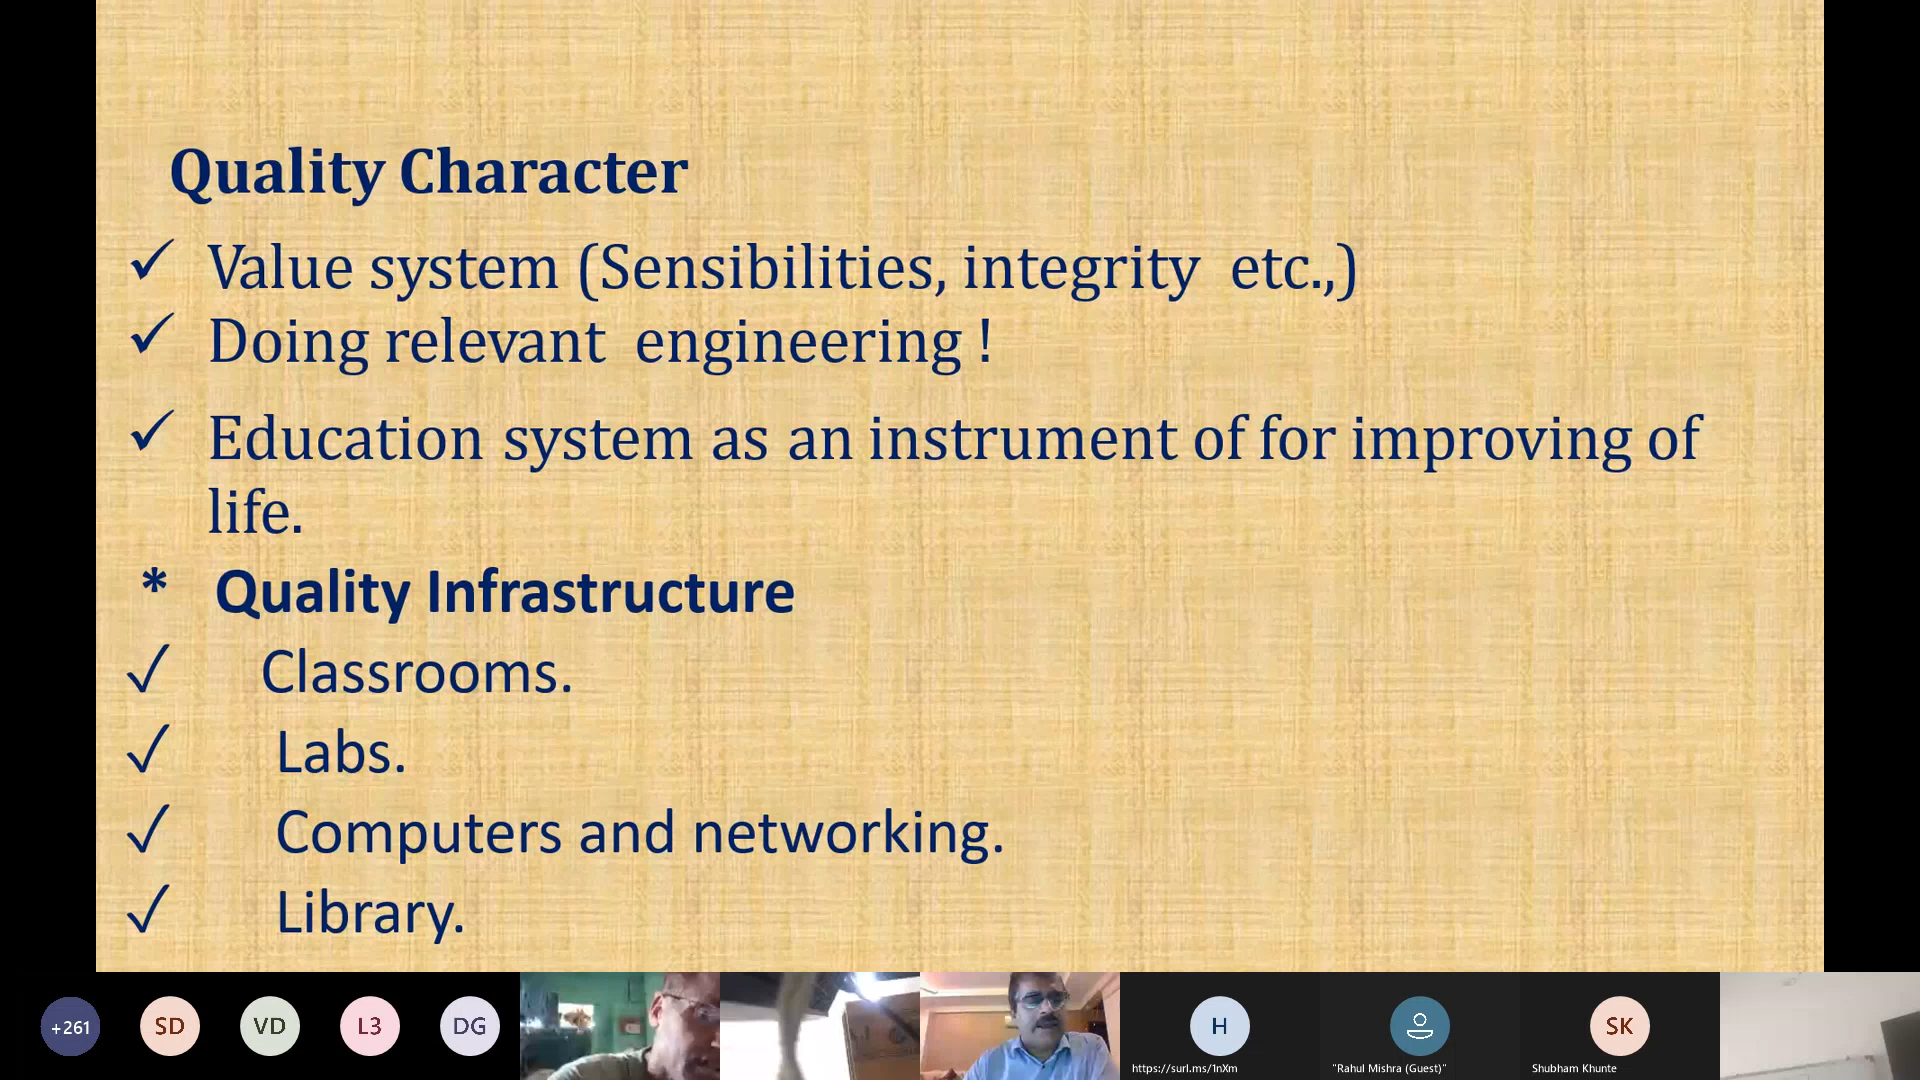 Quality Character
✓ Value system (Sensibilities, integrity etc.,)
✓ Doing relevant engineering !
✓ Education system as an instrument of for improving of
life.
* Quality Infrastructure
✓ Classrooms.
✓ Labs.
✓ Computers and networking.
✓ Library.
+261 SD VD L3 DG H SK
https://surl.ms/1nXm "Rahul Mishra (Guest)" Shubham Khunte